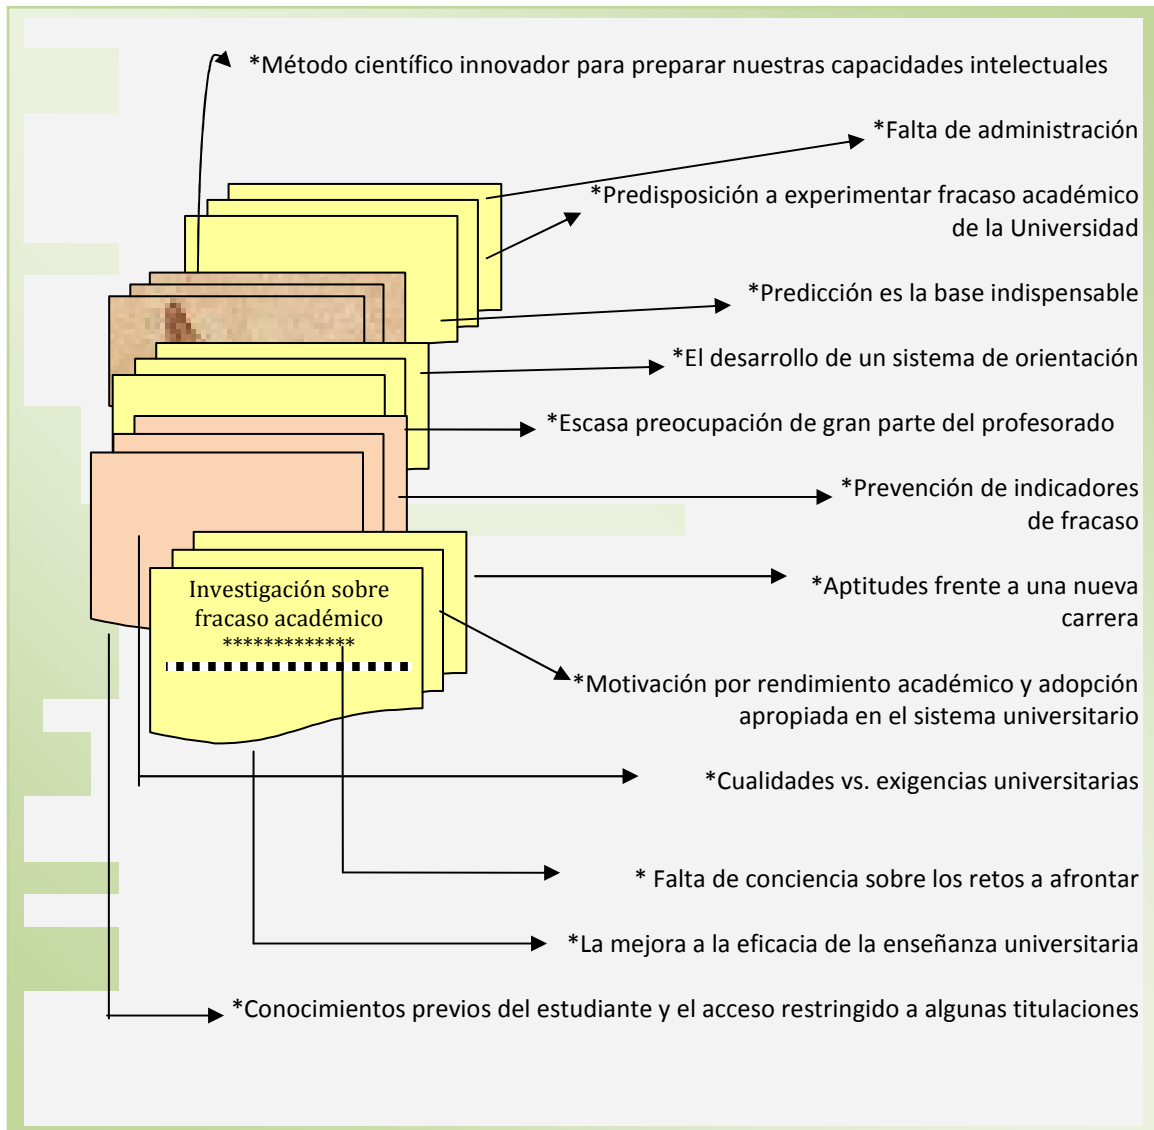 *Método científico innovador para preparar nuestras capacidades intelectuales
*Falta de administración
*Predisposición a experimentar fracaso académico
de la Universidad
*Predicción es la base indispensable
*El desarrollo de un sistema de orientación
*Escasa preocupación de gran parte del profesorado
*Prevención de indicadores
de fracaso
*Aptitudes frente a una nueva
carrera
Investigación sobre
fracaso académico
*************
*Motivación por rendimiento académico y adopción
apropiada en el sistema universitario
*Cualidades vs. exigencias universitarias
* Falta de conciencia sobre los retos a afrontar
*La mejora a la eficacia de la enseñanza universitaria
*Conocimientos previos del estudiante y el acceso restringido a algunas titulaciones